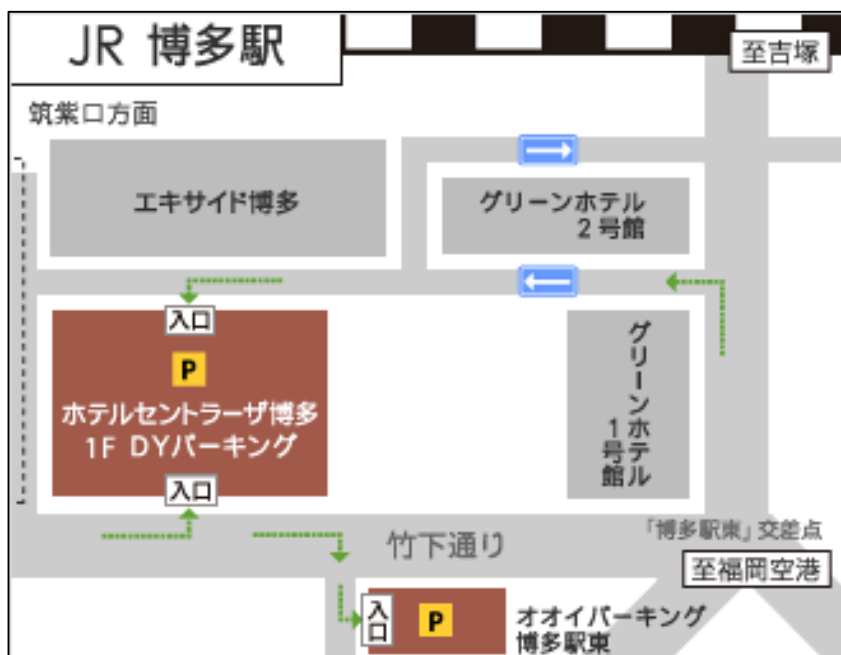 JR 博多駅
至吉塚
筑紫口方面
エキサイド博多
グリーンホテル
2号館
入口
P
ホテルセントラーザ博多
1F DYパーキング
入口
グリーンホテル
1号館
竹下通り
「博多駅東」交差点
至福岡空港
入口
P
オオイパーキング
博多駅東